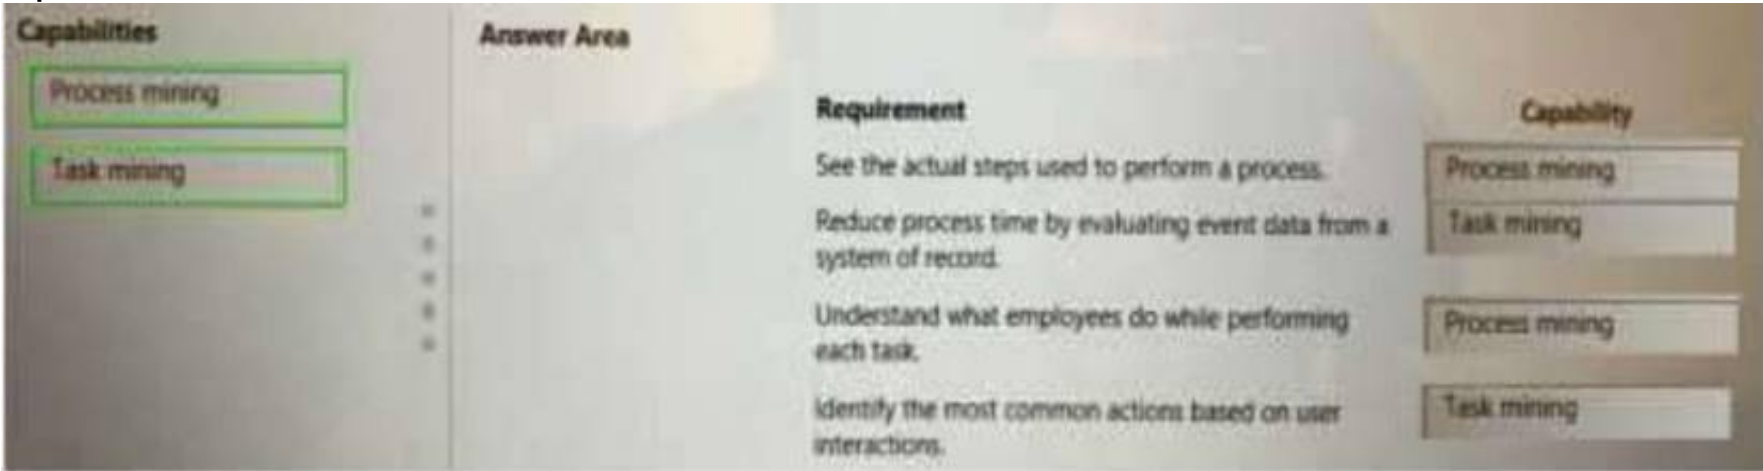 Capabilities
Answer Area
Process mining
Task mining
Requirement
Capability
See the actual steps used to perform a process.
Process mining
Reduce process time by evaluating event data from a
system of record.
Task mining
Understand what employees do while performing
each task.
Process mining
Identify the most common actions based on user
interactions.
Task mining